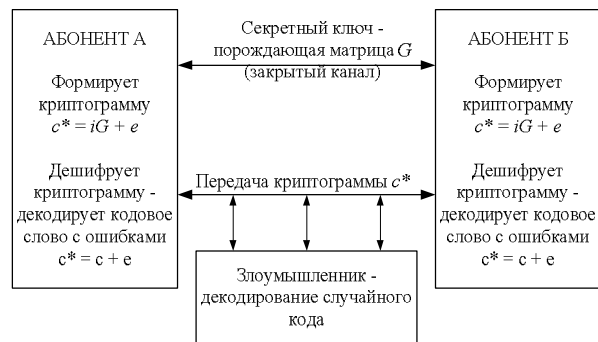 АБОНЕНТ А
Формирует
криптограмму
c* = iG + e
Дешифрует
криптограмму -
декодирует кодовое
слово с ошибками
c* = c + e
Секретный ключ -
порождающая матрица G
(закрытый канал)
Передача криптограммы c*
Злоумышленник -
декодирование случайного
кода
АБОНЕНТ Б
Формирует
криптограмму
c* = iG + e
Дешифрует
криптограмму -
декодирует кодовое
слово с ошибками
c* = c + e